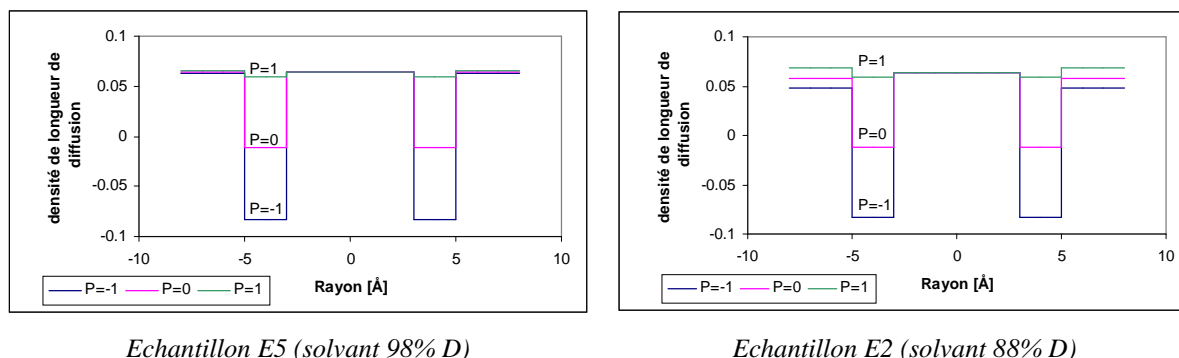 0.1
0.05
0
-0.05
-0.1
densité de longueur de
diffusion
P=1
P=0
P=-1
-10
-5
0
5
10
Rayon [Å]
P=-1
P=0
P=1
Echantillon E5 (solvant 98% D)
0.1
0.05
0
-0.05
-0.1
densité de longueur de
diffusion
P=1
P=0
P=-1
-10
-5
0
5
10
Rayon [Å]
P=-1
P=0
P=1
Echantillon E2 (solvant 88% D)